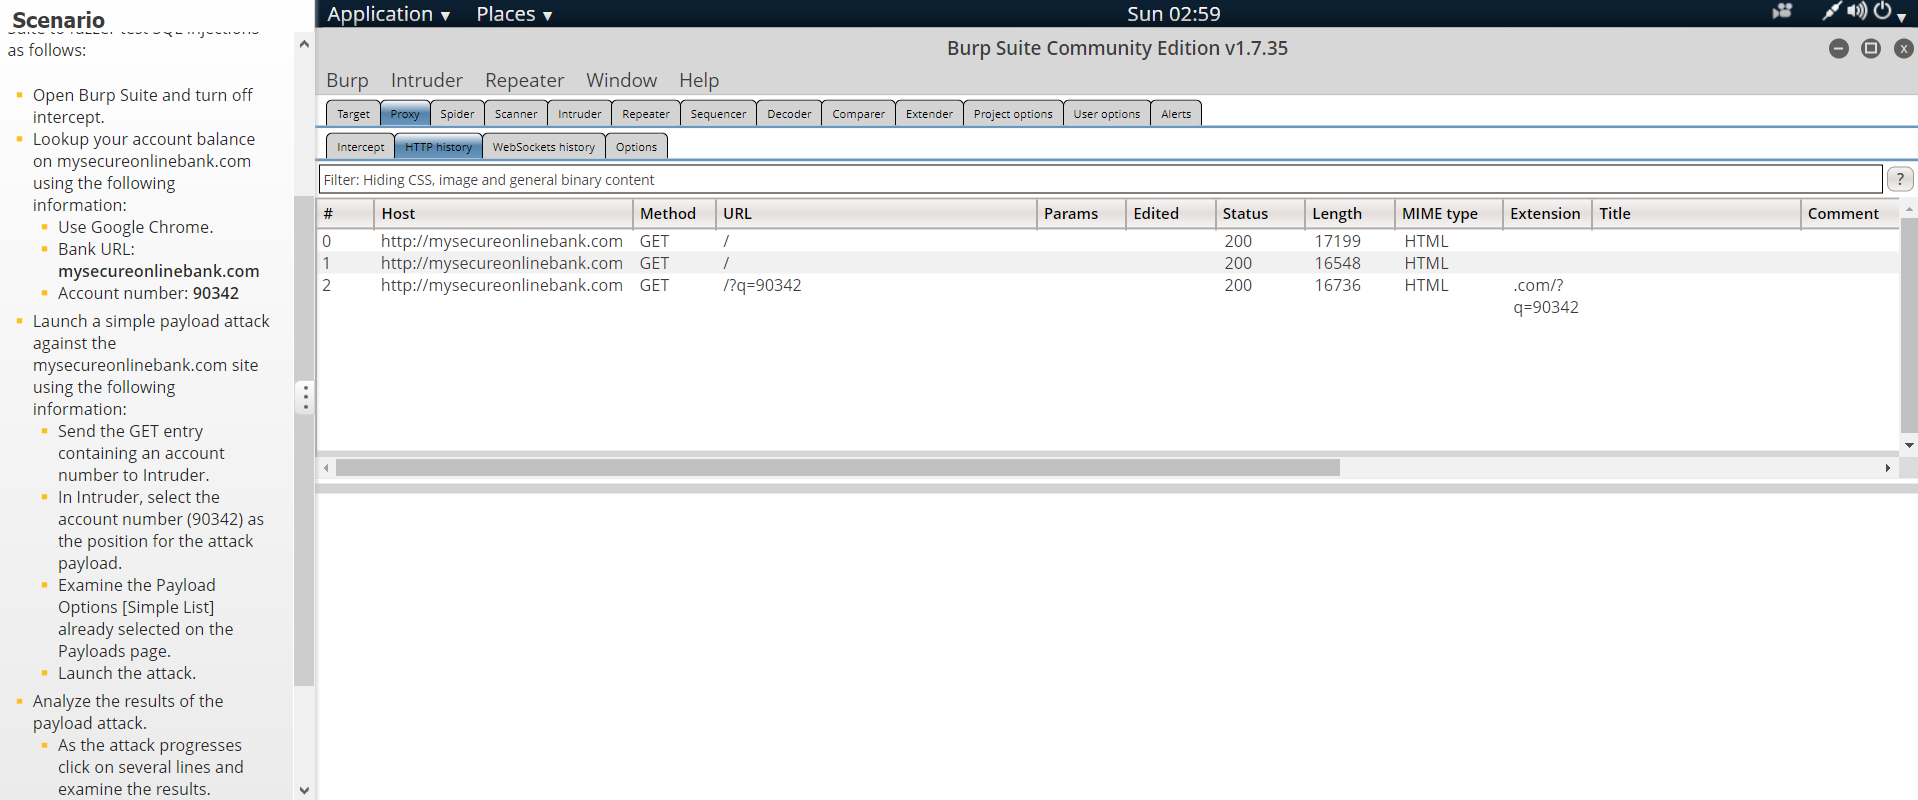 Scenario
as follows:
Open Burp Suite and turn off
intercept.
Lookup your account balance
on mysecureonlinebank.com
using the following
information:
Use Google Chrome.
Bank URL:
mysecureonlinebank.com
Account number: 90342
Launch a simple payload attack
against the
mysecureonlinebank.com site
using the following
information:
Send the GET entry
containing an account
number to Intruder.
In Intruder, select the
account number (90342) as
the position for the attack
payload.
Examine the Payload
Options [Simple List]
already selected on the
Payloads page.
Launch the attack.
Analyze the results of the
payload attack.
As the attack progresses
click on several lines and
examine the results.
Application Places Sun 02:59
Burp Suite Community Edition v1.7.35
Burp Intruder Repeater Window Help
Target Proxy Spider Scanner Intruder Repeater Sequencer Decoder Comparer Extender Project options User options Alerts
Intercept HTTP history WebSockets history Options
Filter: Hiding CSS, image and general binary content ?
# Host Method URL Params Edited Status Length MIME type Extension Title Comment
0 http://mysecureonlinebank.com GET / 200 17199 HTML
1 http://mysecureonlinebank.com GET / 200 16548 HTML
2 http://mysecureonlinebank.com GET /?q=90342 200 16736 HTML .com/?
q=90342